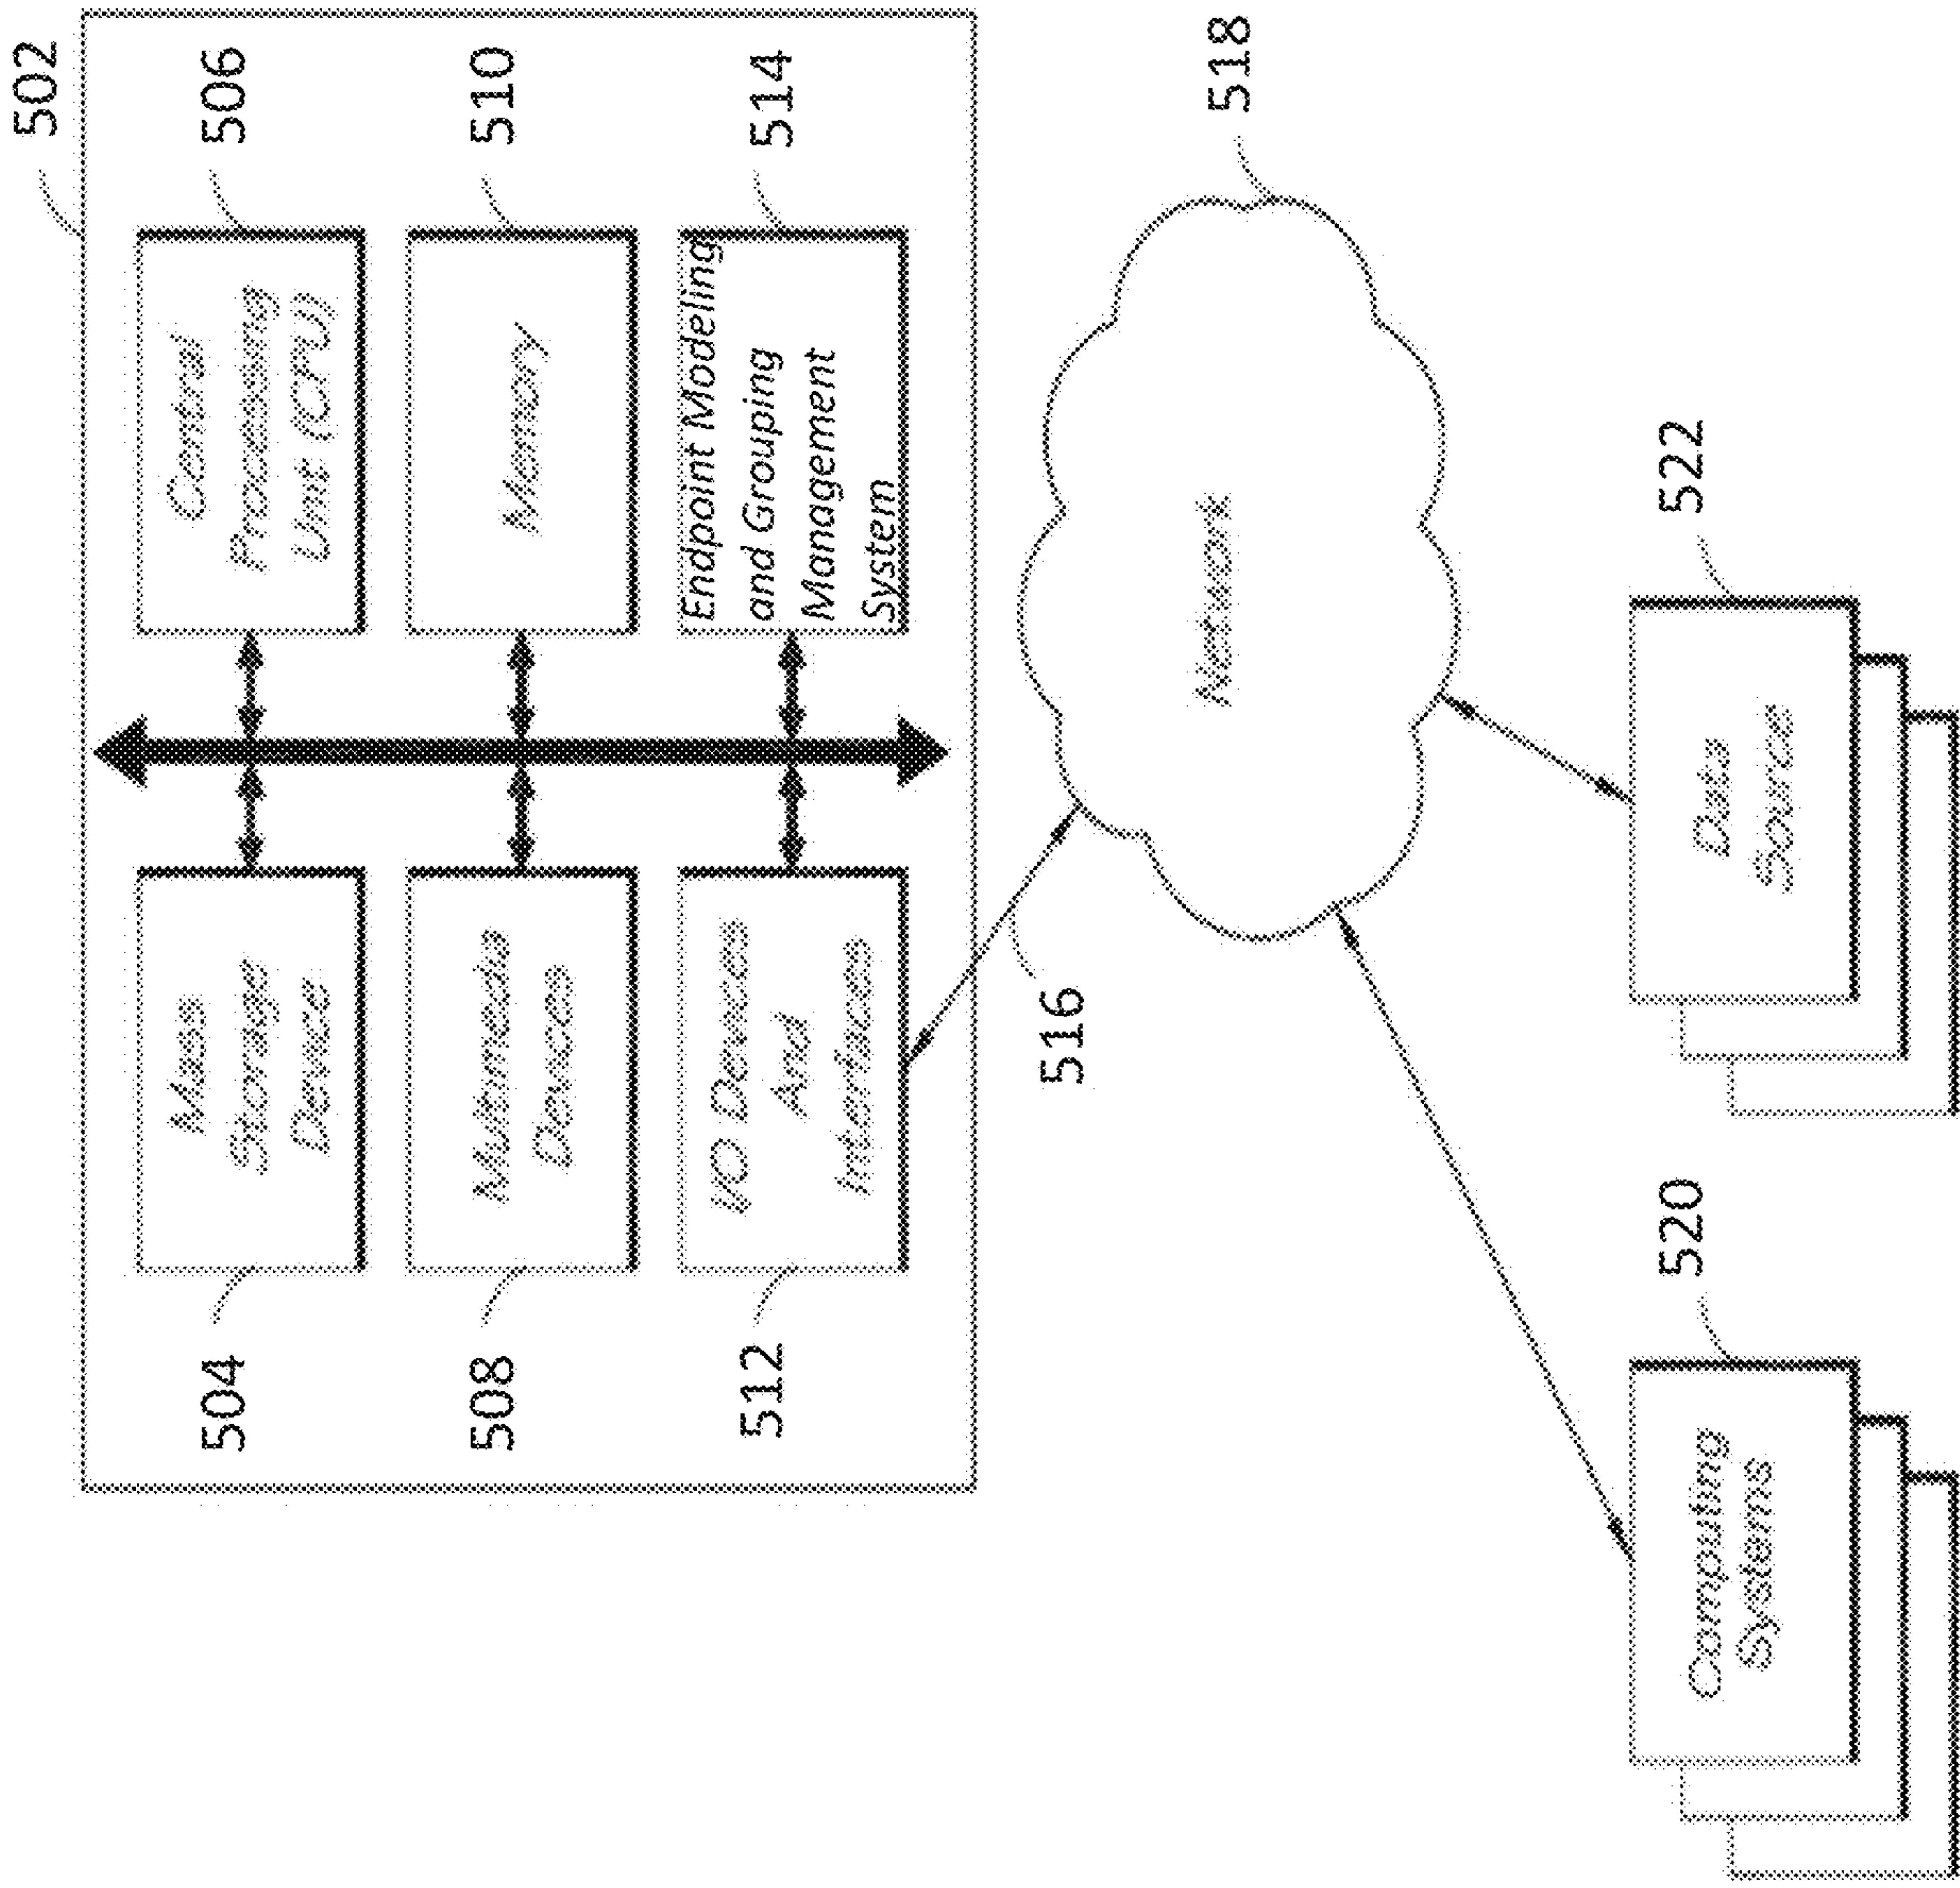 502
504
Mass
Storage
Device
Central
Processing
Unit (CPU)
506
508
Multimedia
Devices
Memory
510
512
I/O Devices
And
Interfaces
Endpoint Modeling
and Grouping
Management
System
514
516
Network
518
520
Computing
Systems
522
Data
Source